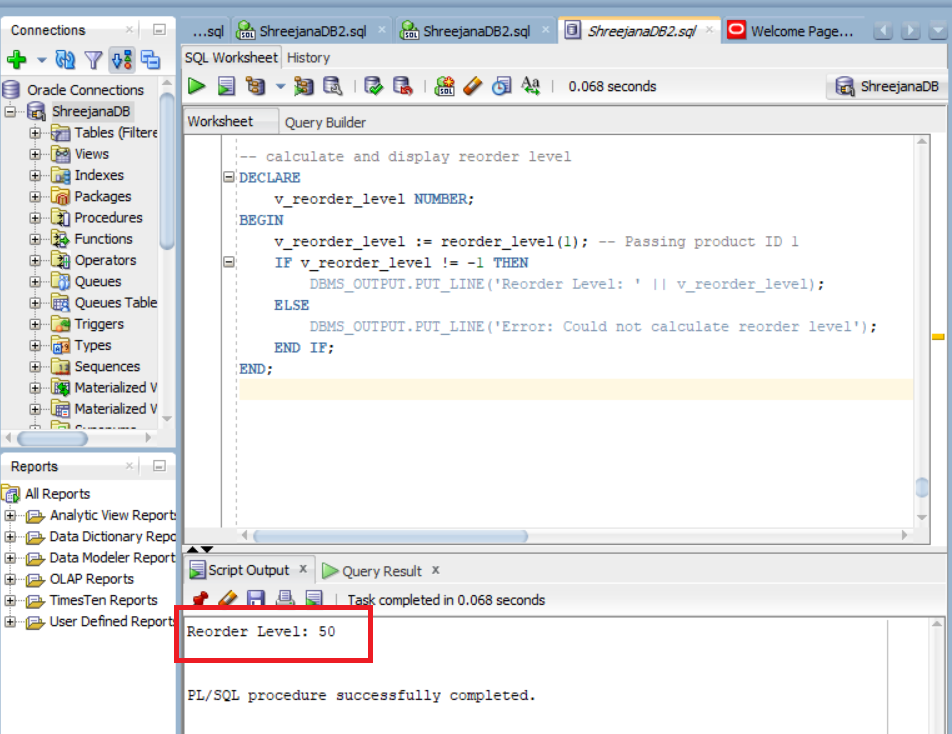 Connections
Oracle Connections
ShreejanaDB
Tables (Filtere
Views
Indexes
Packages
Procedures
Functions
Operators
Queues
Queues Table
Triggers
Types
Sequences
Materialized V
Materialized V
Synonyms
Reports
All Reports
Analytic View Reports
Data Dictionary Repo
Data Modeler Report
OLAP Reports
TimesTen Reports
User Defined Report
...sql
ShreejanaDB2.sql
ShreejanaDB2.sql
ShreejanaDB2.sql
Welcome Page...
SQL Worksheet History
0.068 seconds
ShreejanaDB
Worksheet Query Builder
-- calculate and display reorder level
DECLARE
v_reorder_level NUMBER;
BEGIN
v_reorder_level := reorder_level(1); -- Passing product ID 1
IF v_reorder_level != -1 THEN
DBMS_OUTPUT.PUT_LINE('Reorder Level: ' || v_reorder_level);
ELSE
DBMS_OUTPUT.PUT_LINE('Error: Could not calculate reorder level');
END IF;
END;
Script Output Query Result
Task completed in 0.068 seconds
Reorder Level: 50
PL/SQL procedure successfully completed.